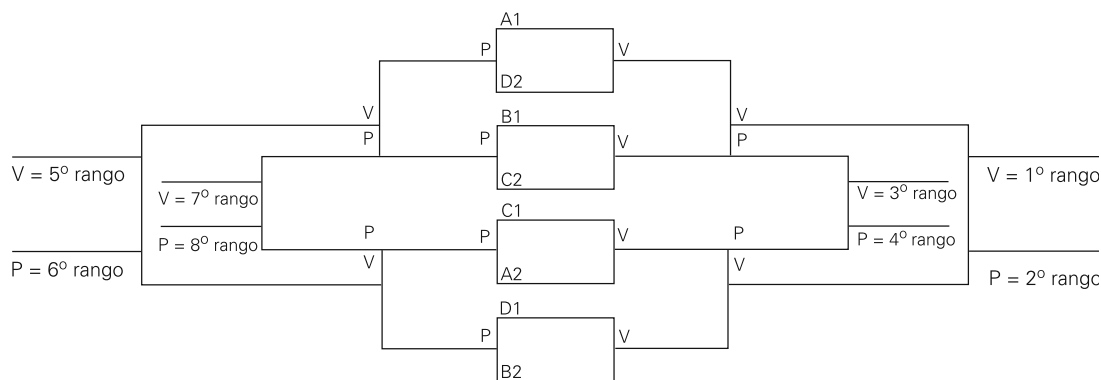 A1
P V
D2
V V
P B1 P
P V
C2
V = 5º rango V = 1º rango
V = 7º rango V = 3º rango
C1
P P V P
P = 8º rango P = 4º rango
V A2 V
P = 6º rango P = 2º rango
D1
P V
B2